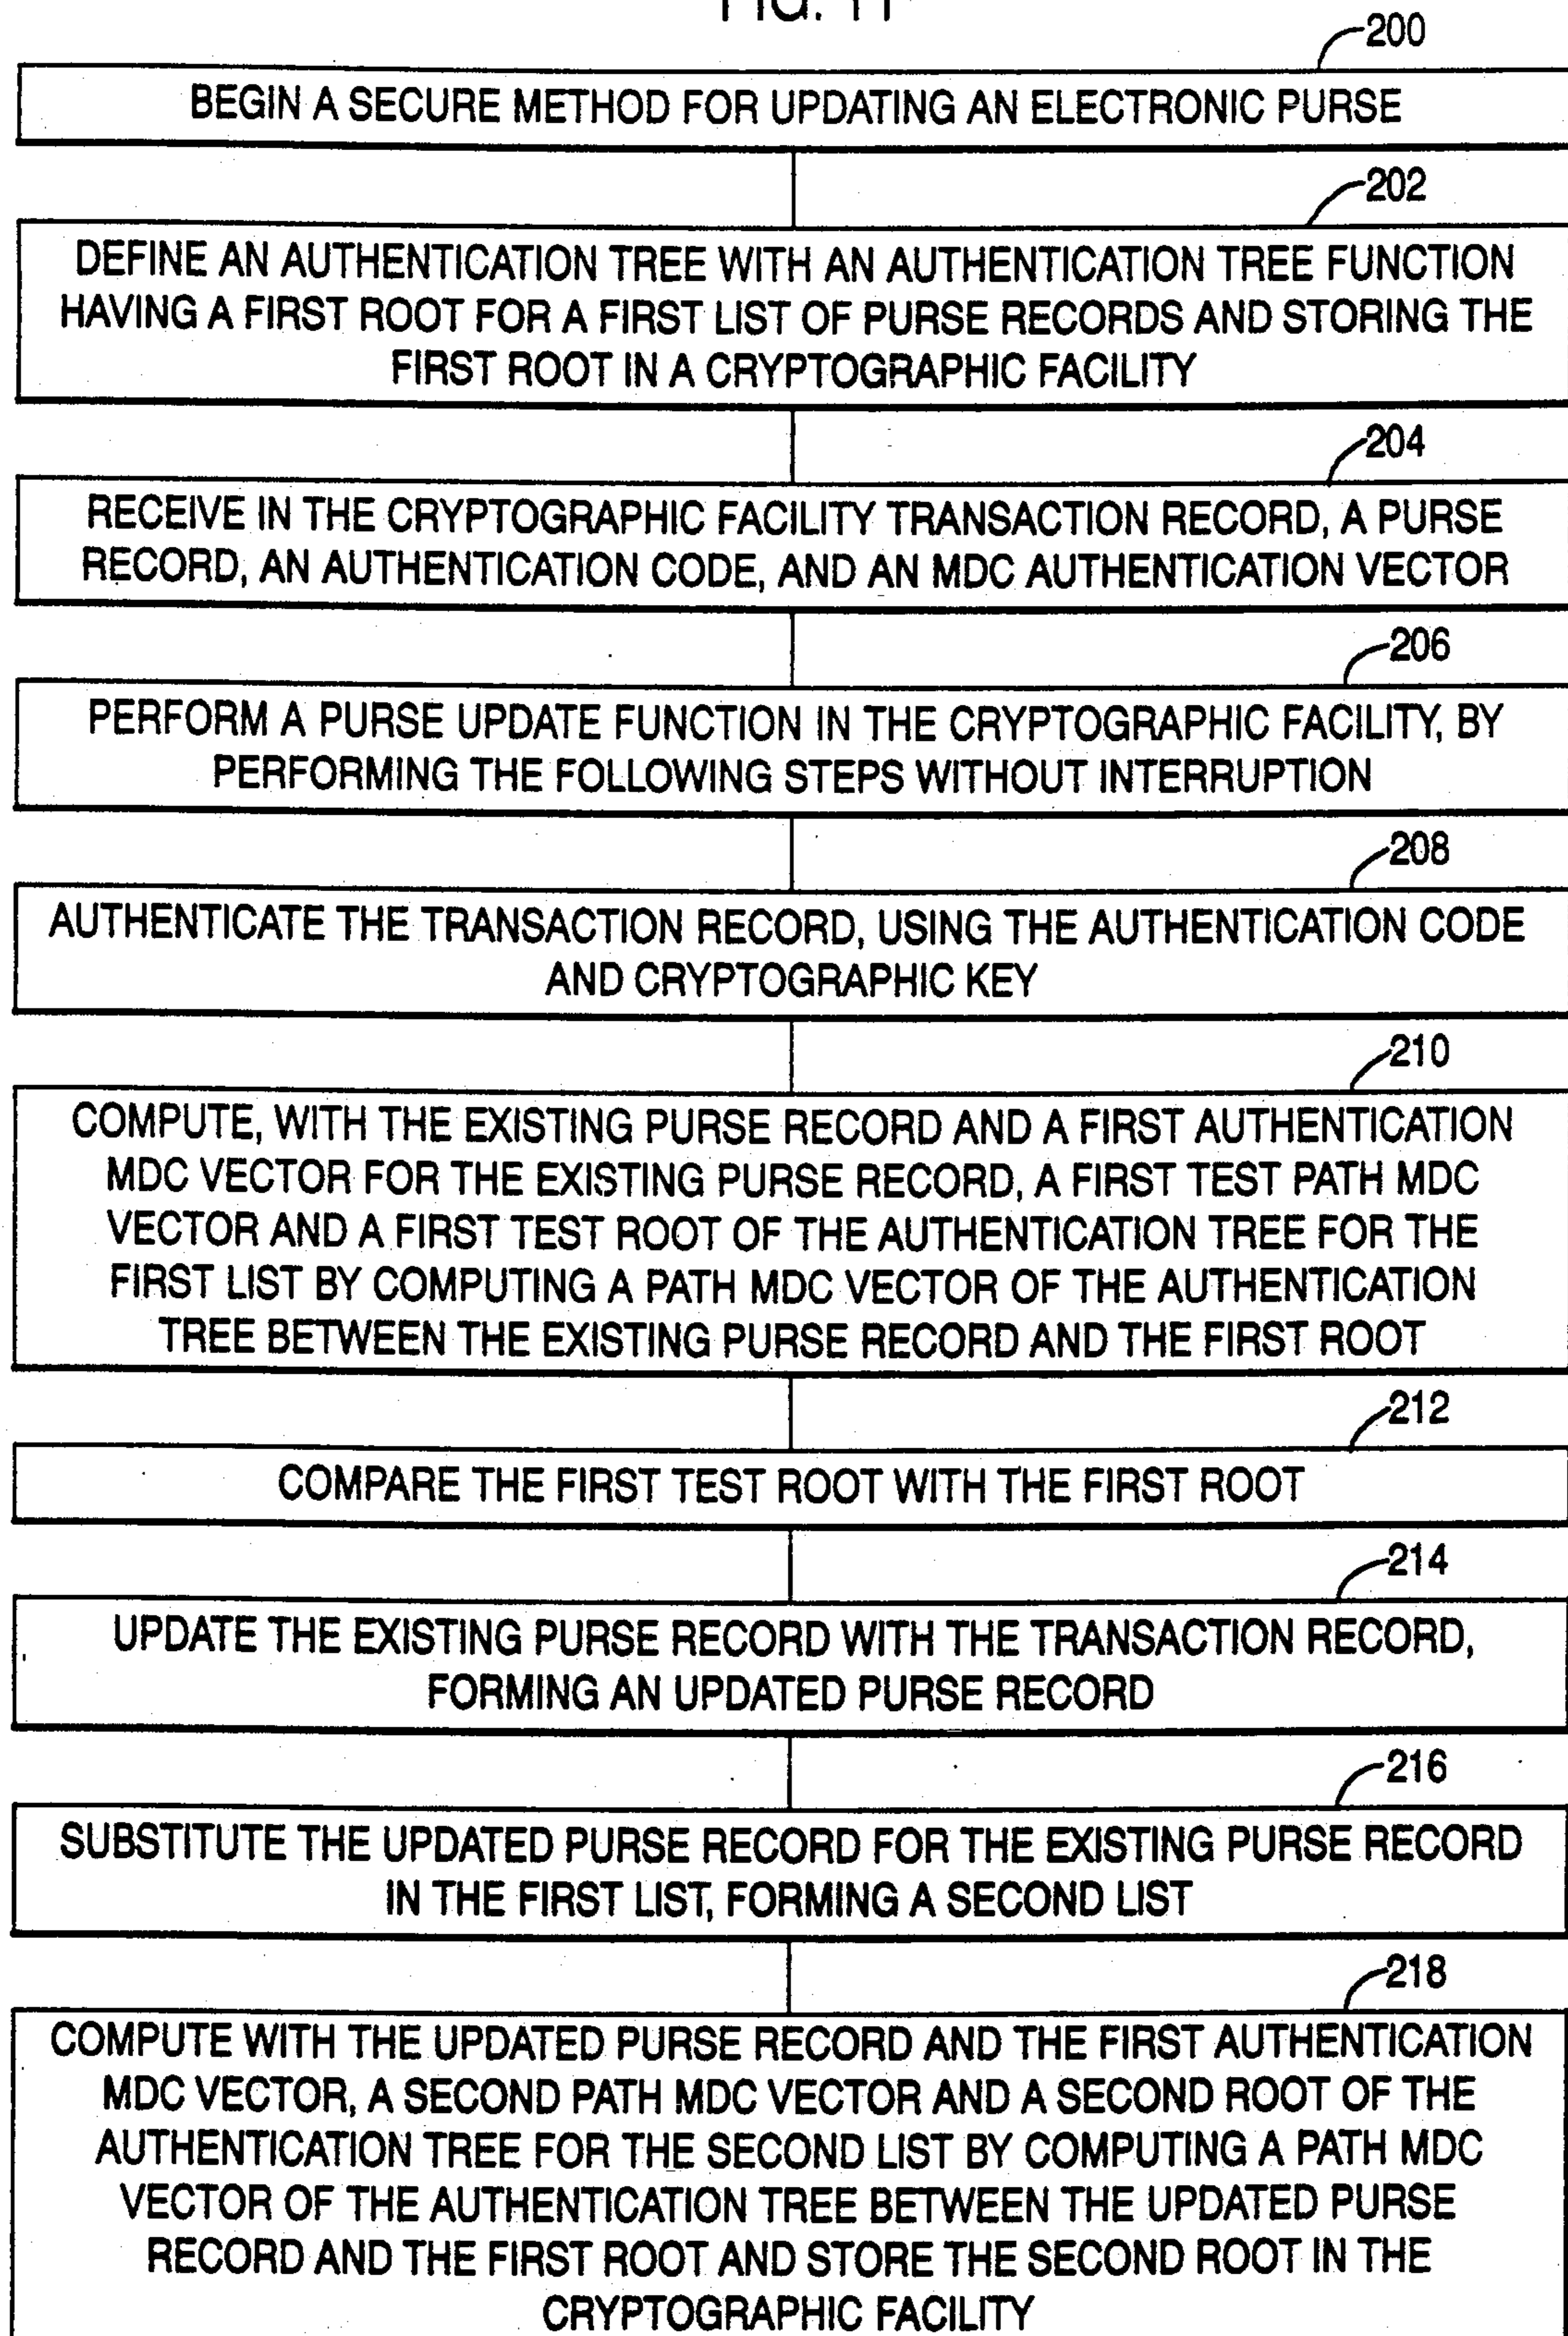 FIG. 11
200
BEGIN A SECURE METHOD FOR UPDATING AN ELECTRONIC PURSE
202
DEFINE AN AUTHENTICATION TREE WITH AN AUTHENTICATION TREE FUNCTION
HAVING A FIRST ROOT FOR A FIRST LIST OF PURSE RECORDS AND STORING THE
FIRST ROOT IN A CRYPTOGRAPHIC FACILITY
204
RECEIVE IN THE CRYPTOGRAPHIC FACILITY TRANSACTION RECORD, A PURSE
RECORD, AN AUTHENTICATION CODE, AND AN MDC AUTHENTICATION VECTOR
206
PERFORM A PURSE UPDATE FUNCTION IN THE CRYPTOGRAPHIC FACILITY, BY
PERFORMING THE FOLLOWING STEPS WITHOUT INTERRUPTION
208
AUTHENTICATE THE TRANSACTION RECORD, USING THE AUTHENTICATION CODE
AND CRYPTOGRAPHIC KEY
210
COMPUTE, WITH THE EXISTING PURSE RECORD AND A FIRST AUTHENTICATION
MDC VECTOR FOR THE EXISTING PURSE RECORD, A FIRST TEST PATH MDC
VECTOR AND A FIRST TEST ROOT OF THE AUTHENTICATION TREE FOR THE
FIRST LIST BY COMPUTING A PATH MDC VECTOR OF THE AUTHENTICATION
TREE BETWEEN THE EXISTING PURSE RECORD AND THE FIRST ROOT
212
COMPARE THE FIRST TEST ROOT WITH THE FIRST ROOT
214
UPDATE THE EXISTING PURSE RECORD WITH THE TRANSACTION RECORD,
FORMING AN UPDATED PURSE RECORD
216
SUBSTITUTE THE UPDATED PURSE RECORD FOR THE EXISTING PURSE RECORD
IN THE FIRST LIST, FORMING A SECOND LIST
218
COMPUTE WITH THE UPDATED PURSE RECORD AND THE FIRST AUTHENTICATION
MDC VECTOR, A SECOND PATH MDC VECTOR AND A SECOND ROOT OF THE
AUTHENTICATION TREE FOR THE SECOND LIST BY COMPUTING A PATH MDC
VECTOR OF THE AUTHENTICATION TREE BETWEEN THE UPDATED PURSE
RECORD AND THE FIRST ROOT AND STORE THE SECOND ROOT IN THE
CRYPTOGRAPHIC FACILITY